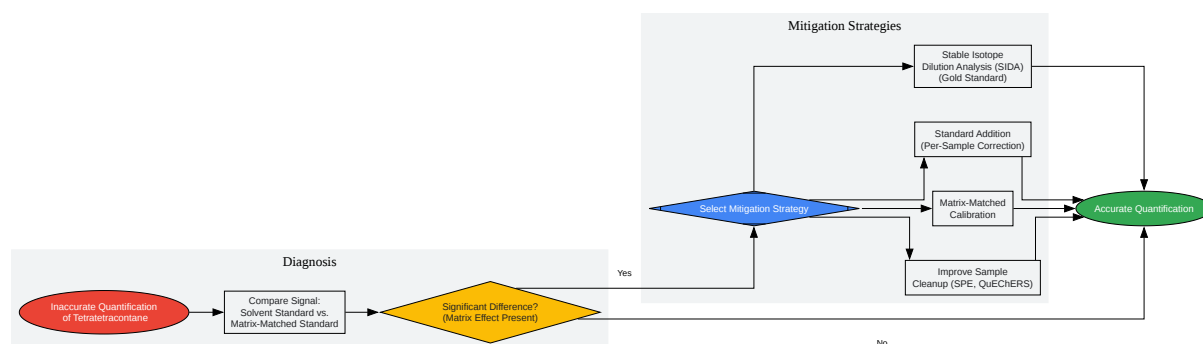 Mitigation Strategies
Stable Isotope
Dilution Analysis (SIDA)
(Gold Standard)
Standard Addition
(Per-Sample Correction)
Select Mitigation Strategy
Matrix-Matched
Calibration
Accurate Quantification
Improve Sample
Cleanup (SPE, QuEChERS)
Diagnosis
Yes
Inaccurate Quantification
of Tetratetracontane
Compare Signal:
Solvent Standard vs.
Matrix-Matched Standard
Significant Difference?
(Matrix Effect Present)
No